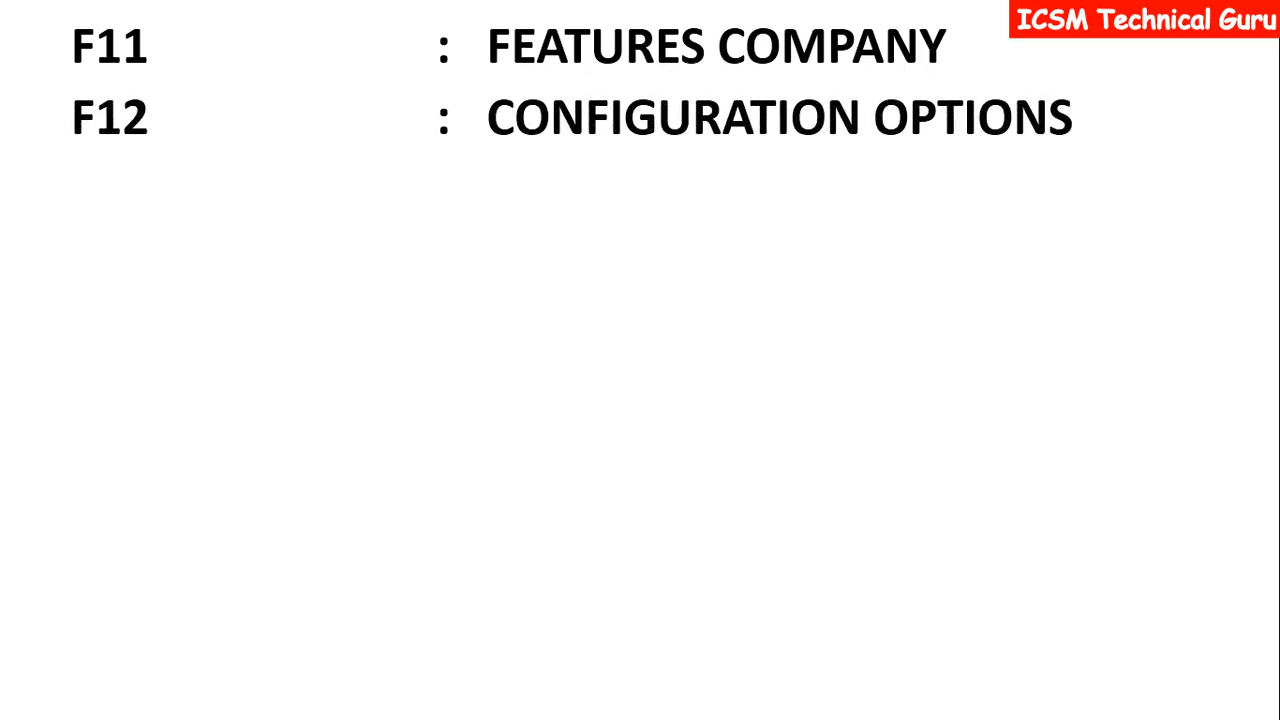 ICSM Technical Guru
F11 : FEATURES COMPANY
F12 : CONFIGURATION OPTIONS